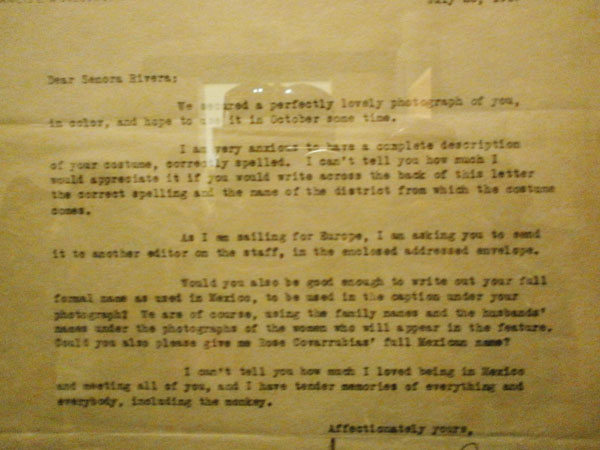 Dear Senora Rivera;
We secured a perfectly lovely photograph of you,
in color, and hope to use it in October some time.
I am very anxious to have a complete description
of your costume, correctly spelled. I can't tell you how much I
would appreciate it if you would write across the back of this letter
the correct spelling and the name of the district from which the costume
comes.
As I am sailing for Europe, I am asking you to send
it to another editor on the staff, in the enclosed addressed envelope.
Would you also be good enough to write out your full
formal name as used in Mexico, to be used in the caption under your
photograph? We are of course, using the family names and the husbands'
names under the photographs of the women who will appear in the feature.
Could you also please give me Rose Covarrubias' full Mexican name?
I can't tell you how much I loved being in Mexico
and meeting all of you, and I have tender memories of everything and
everybody, including the monkey.
Affectionately yours,